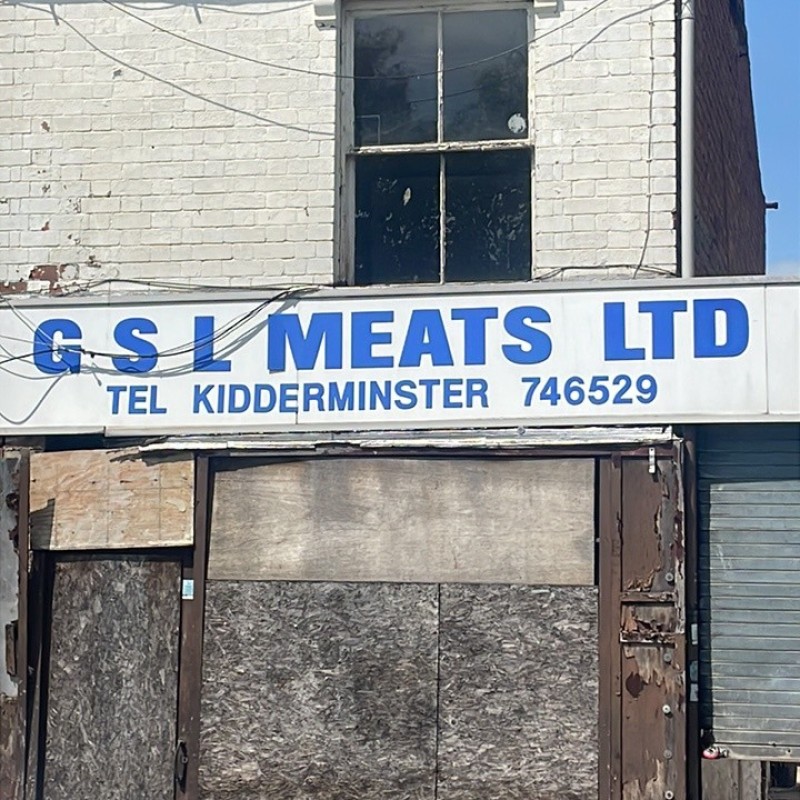 G S L MEATS LTD
TEL KIDDERMINSTER 746529